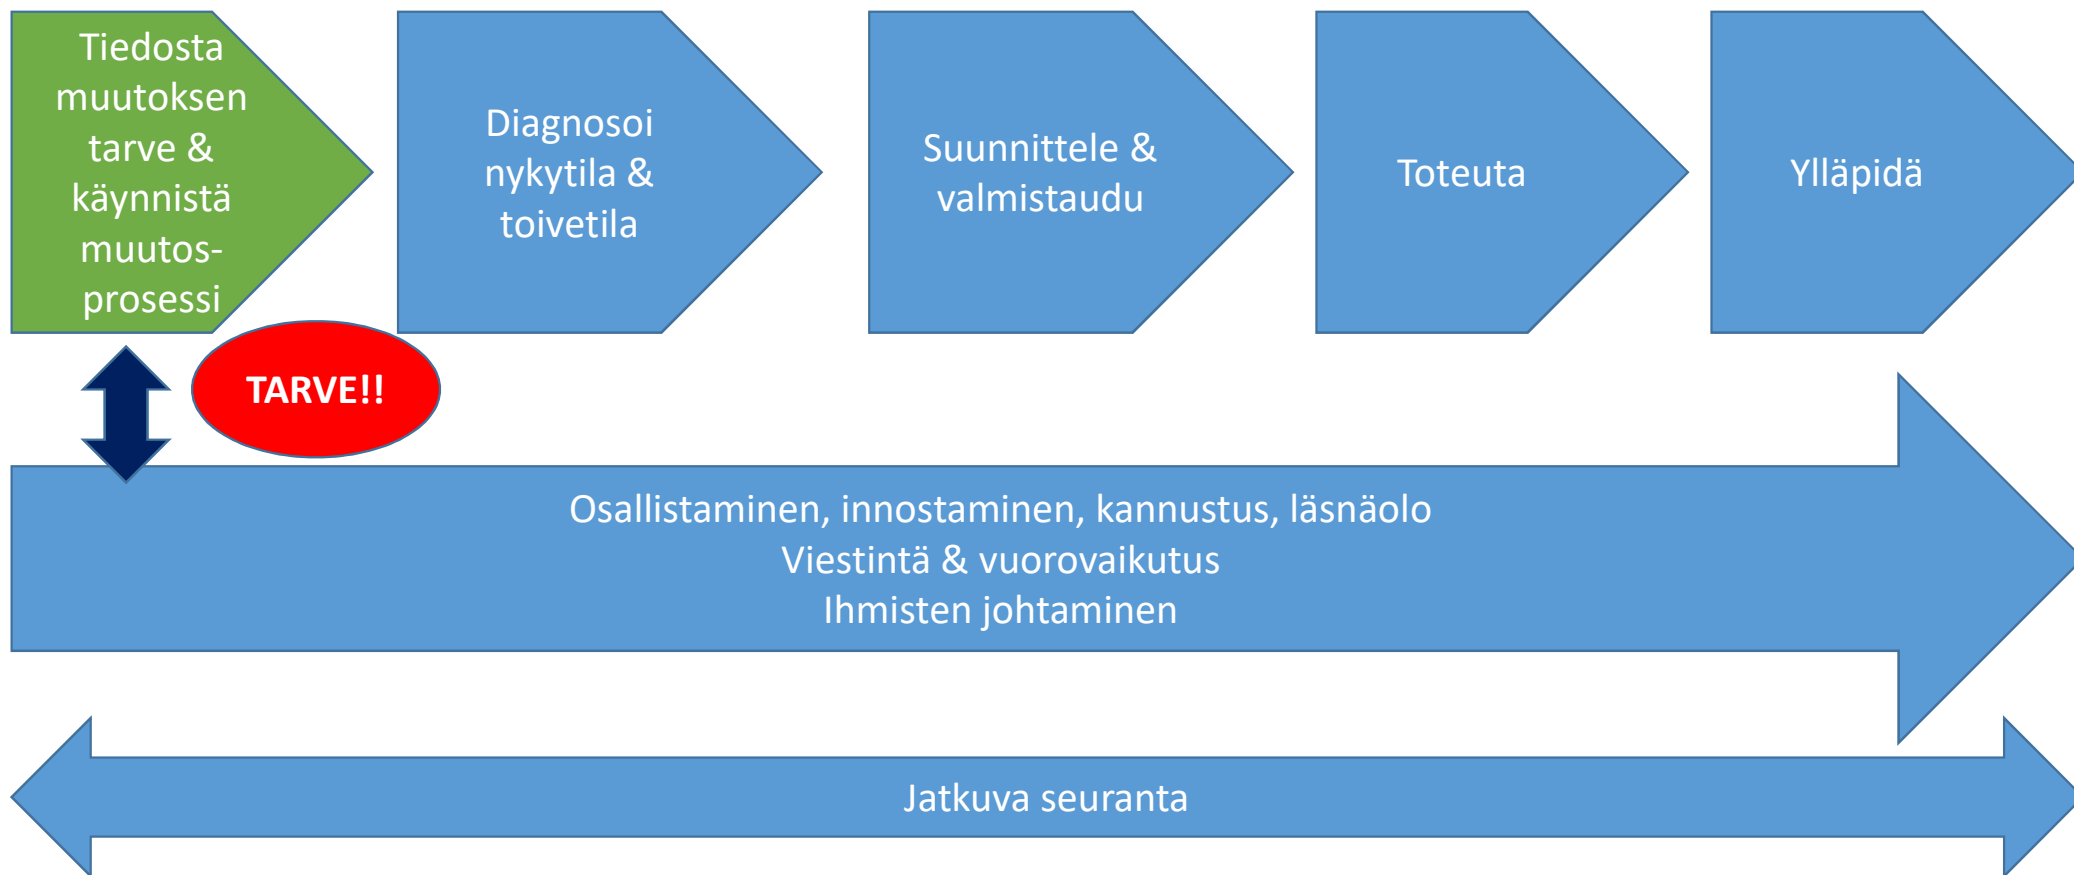 Tiedosta
muutoksen
tarve &
käynnistä
muutos-
prosessi
Diagnosoi
nykytila &
toivetila
Suunnittele &
valmistaudu
Toteuta
Ylläpidä
TARVE!!
Osallistaminen, innostaminen, kannustus, läsnäolo
Viestintä & vuorovaikutus
Ihmisten johtaminen
Jatkuva seuranta